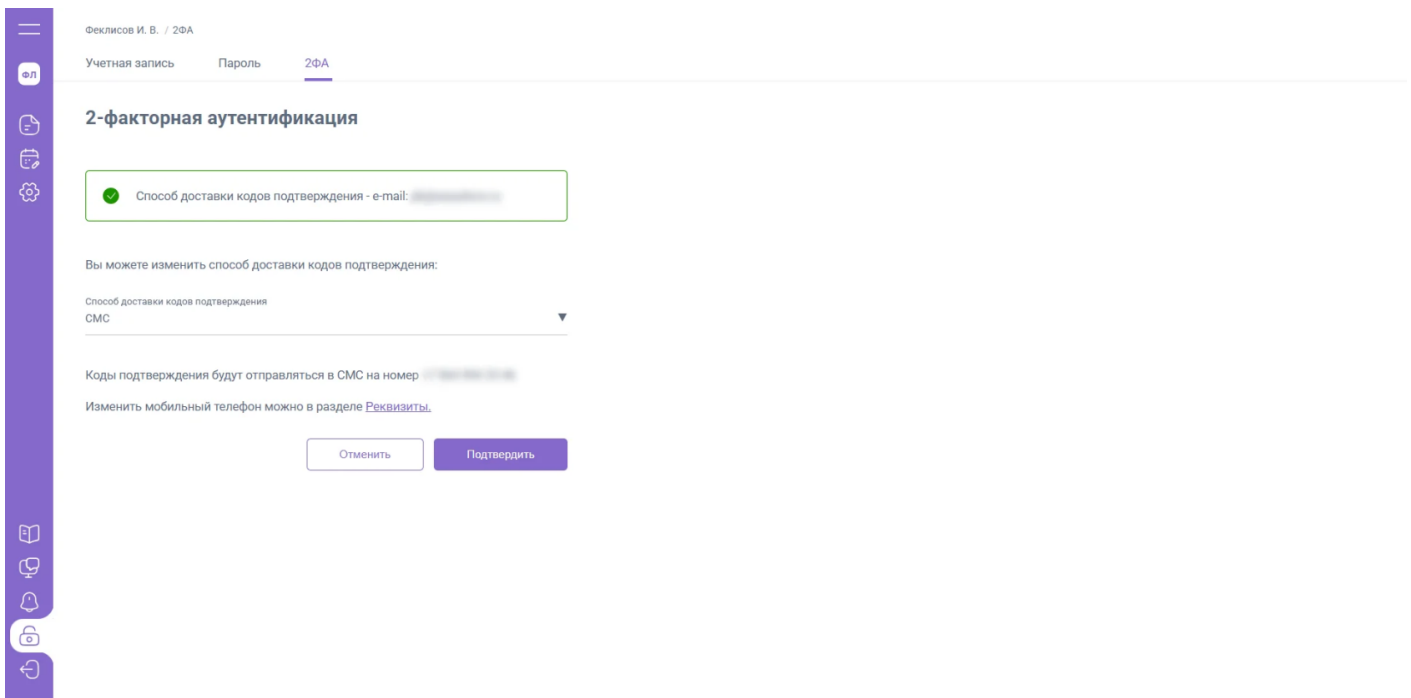 Феклисов И. В. / 2ФА
Учетная запись Пароль 2ФА
ФЛ
2-факторная аутентификация
Способ доставки кодов подтверждения - e-mail:
Вы можете изменить способ доставки кодов подтверждения:
Способ доставки кодов подтверждения
СМС
Коды подтверждения будут отправляться в СМС на номер
Изменить мобильный телефон можно в разделе Реквизиты.
Отменить Подтвердить